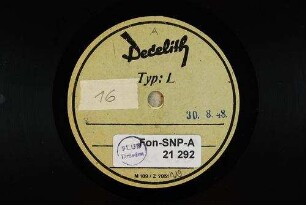 A
Decelith
Typ: L
16
30. 8. 48.
Fon-SNP-A
21 292